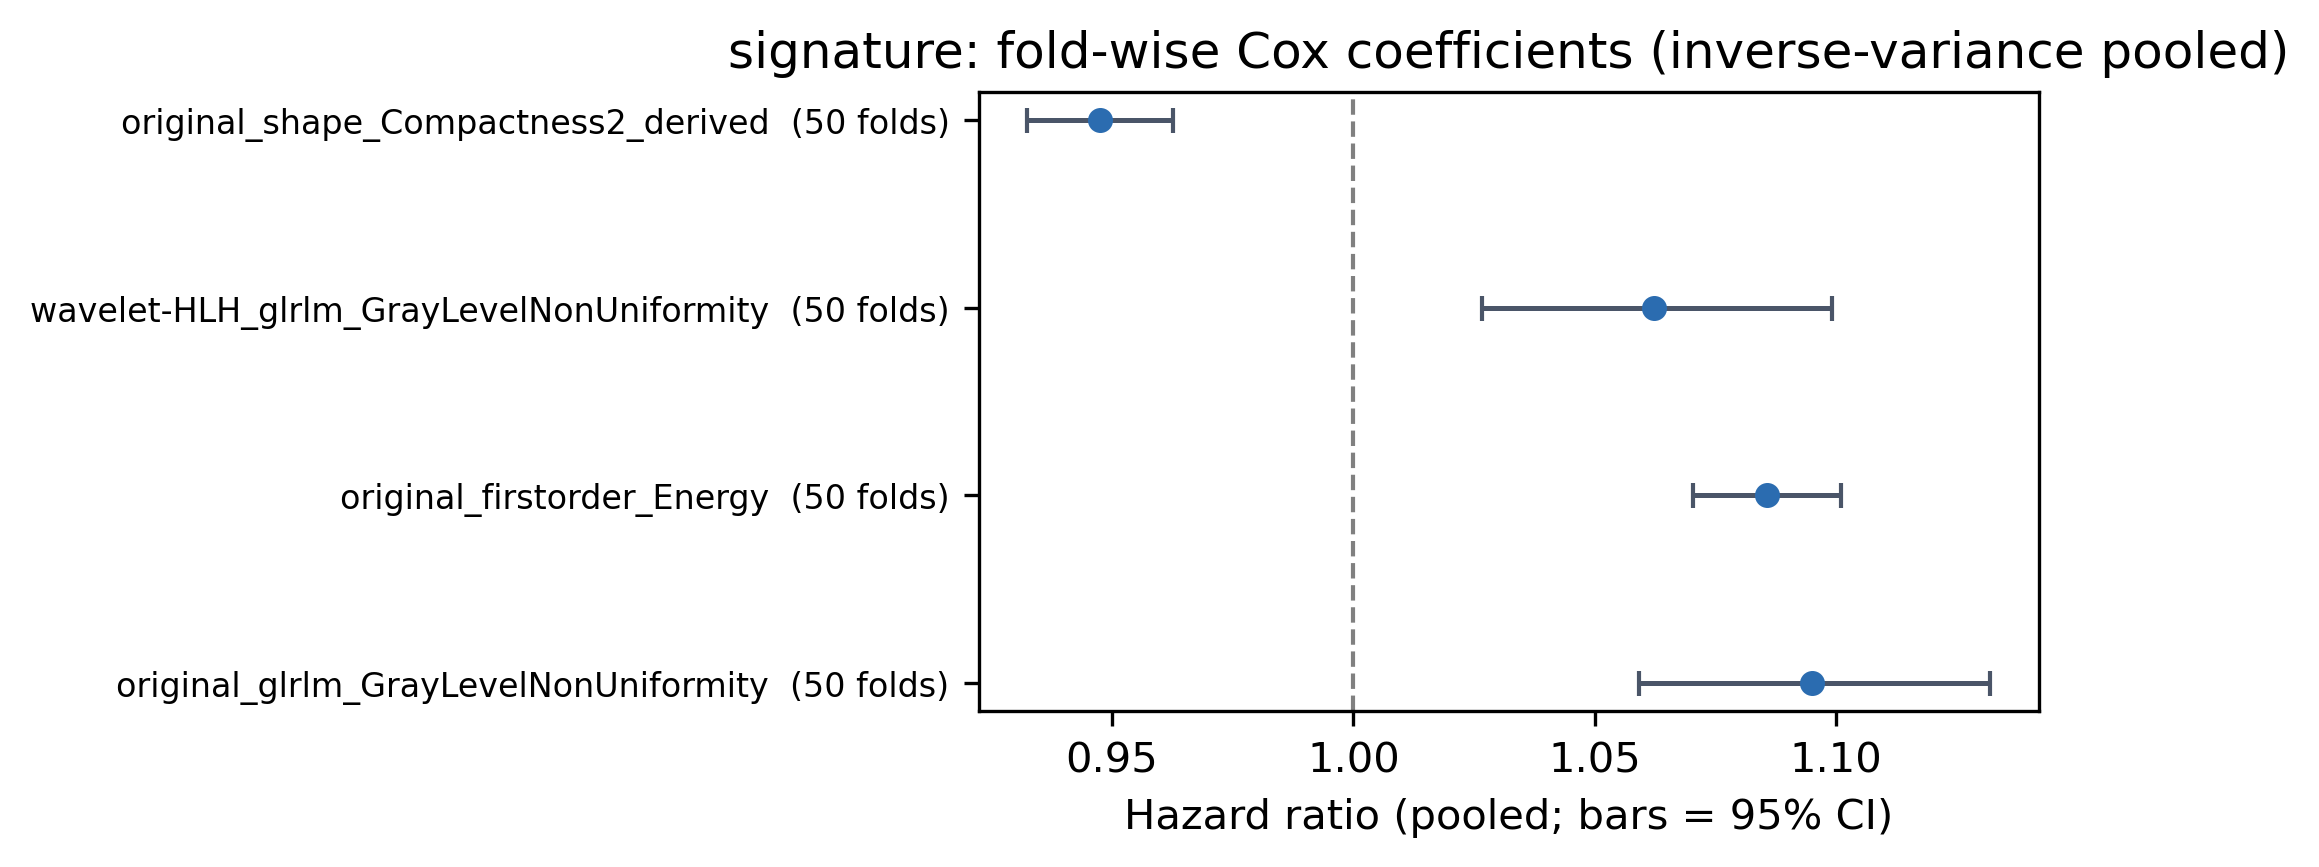 signature: fold-wise Cox coefficients (inverse-variance pooled)
original_shape_Compactness2_derived (50 folds)
wavelet-HLH_glrlm_GrayLevelNonUniformity (50 folds)
original_firstorder_Energy (50 folds)
original_glrlm_GrayLevelNonUniformity (50 folds)
0.95 1.00 1.05 1.10
Hazard ratio (pooled; bars = 95% CI)